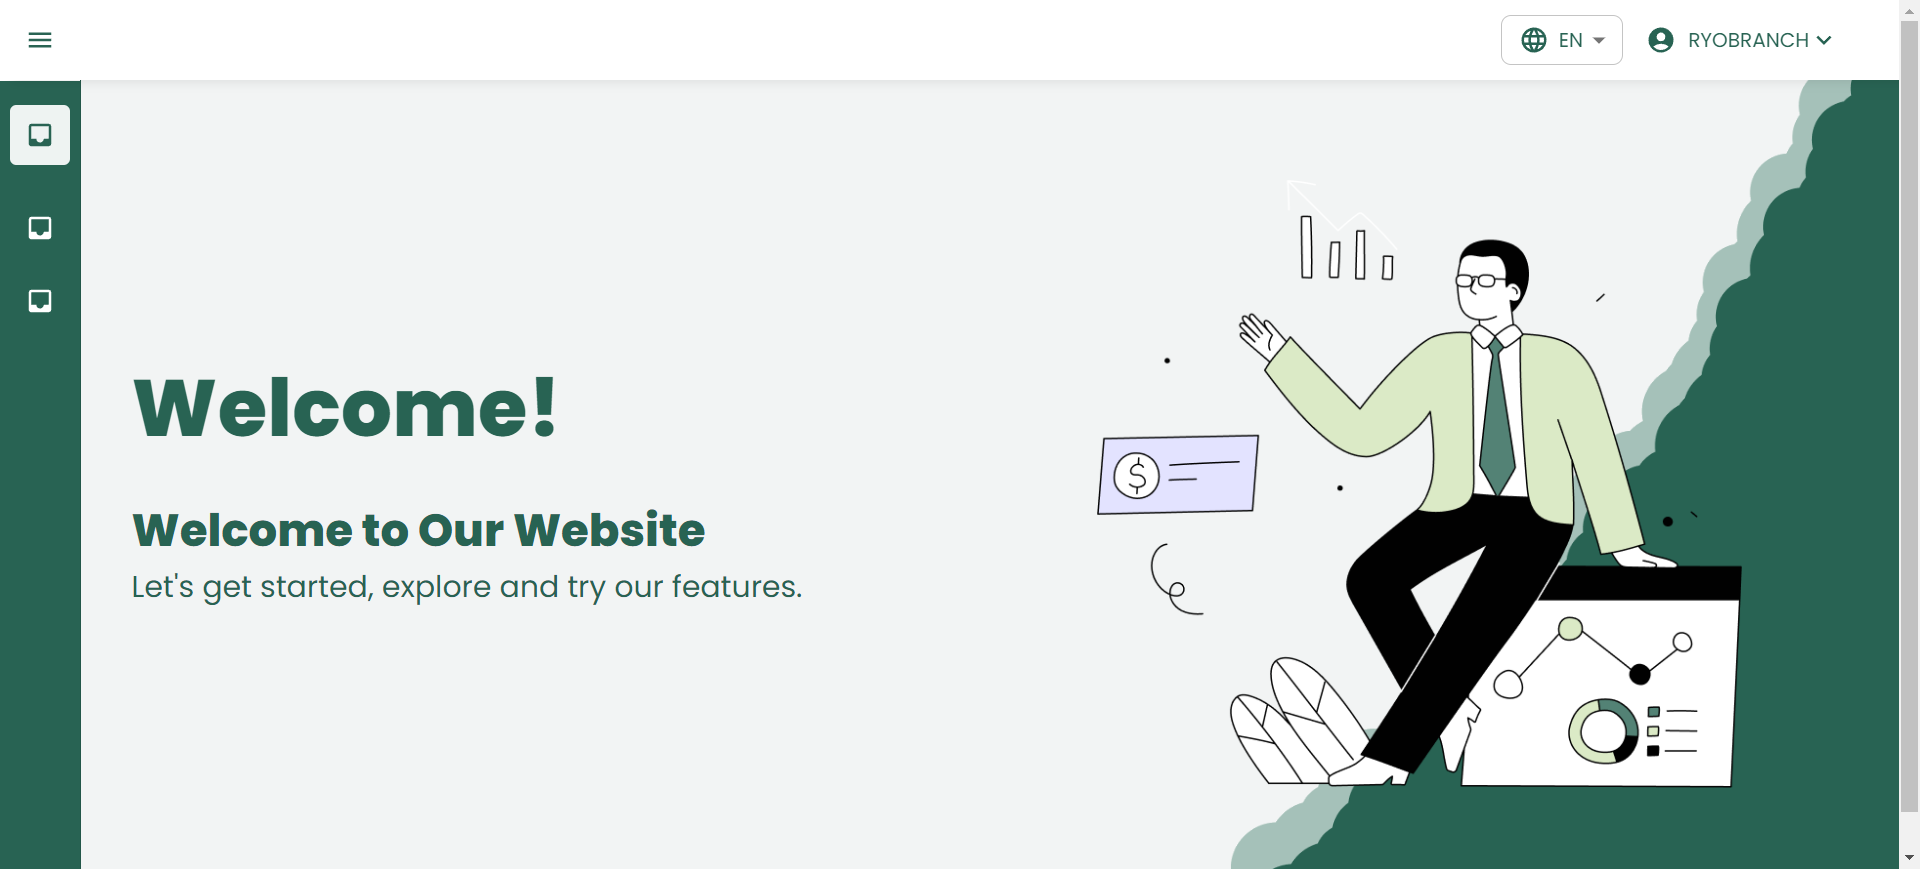 EN
RYOBRANCH
Welcome!
$
Welcome to Our Website
Let's get started, explore and try our features.